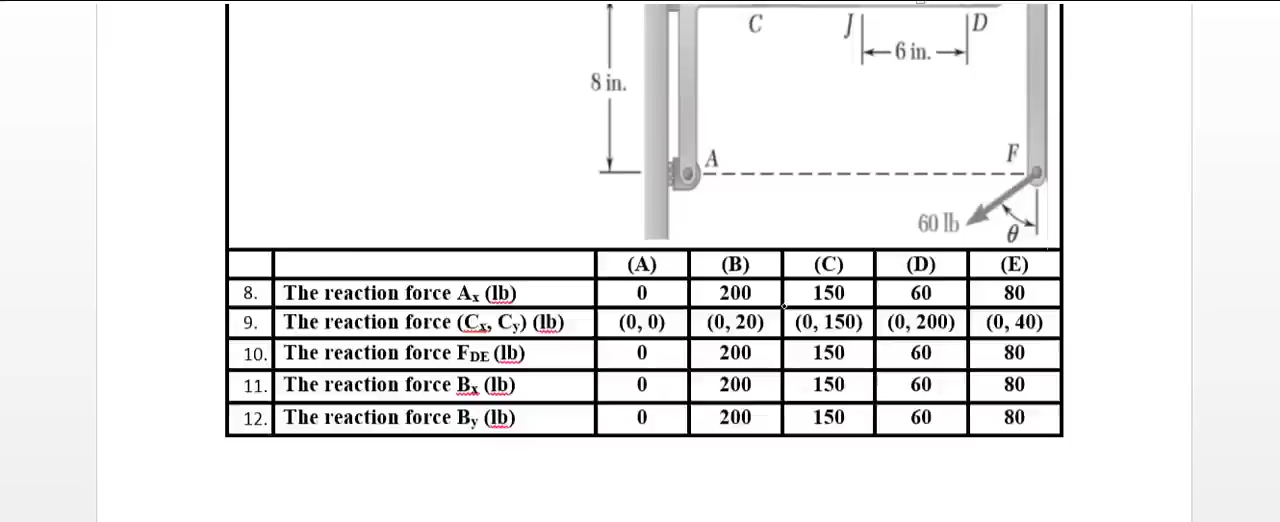 C J D
6 in.
8 in.
A F
60 lb
θ
(A) (B) (C) (D) (E)
8. The reaction force Ax (lb) 0 200 150 60 80
9. The reaction force (Cx, Cy) (lb) (0, 0) (0, 20) (0, 150) (0, 200) (0, 40)
10. The reaction force FDE (lb) 0 200 150 60 80
11. The reaction force Bx (lb) 0 200 150 60 80
12. The reaction force By (lb) 0 200 150 60 80